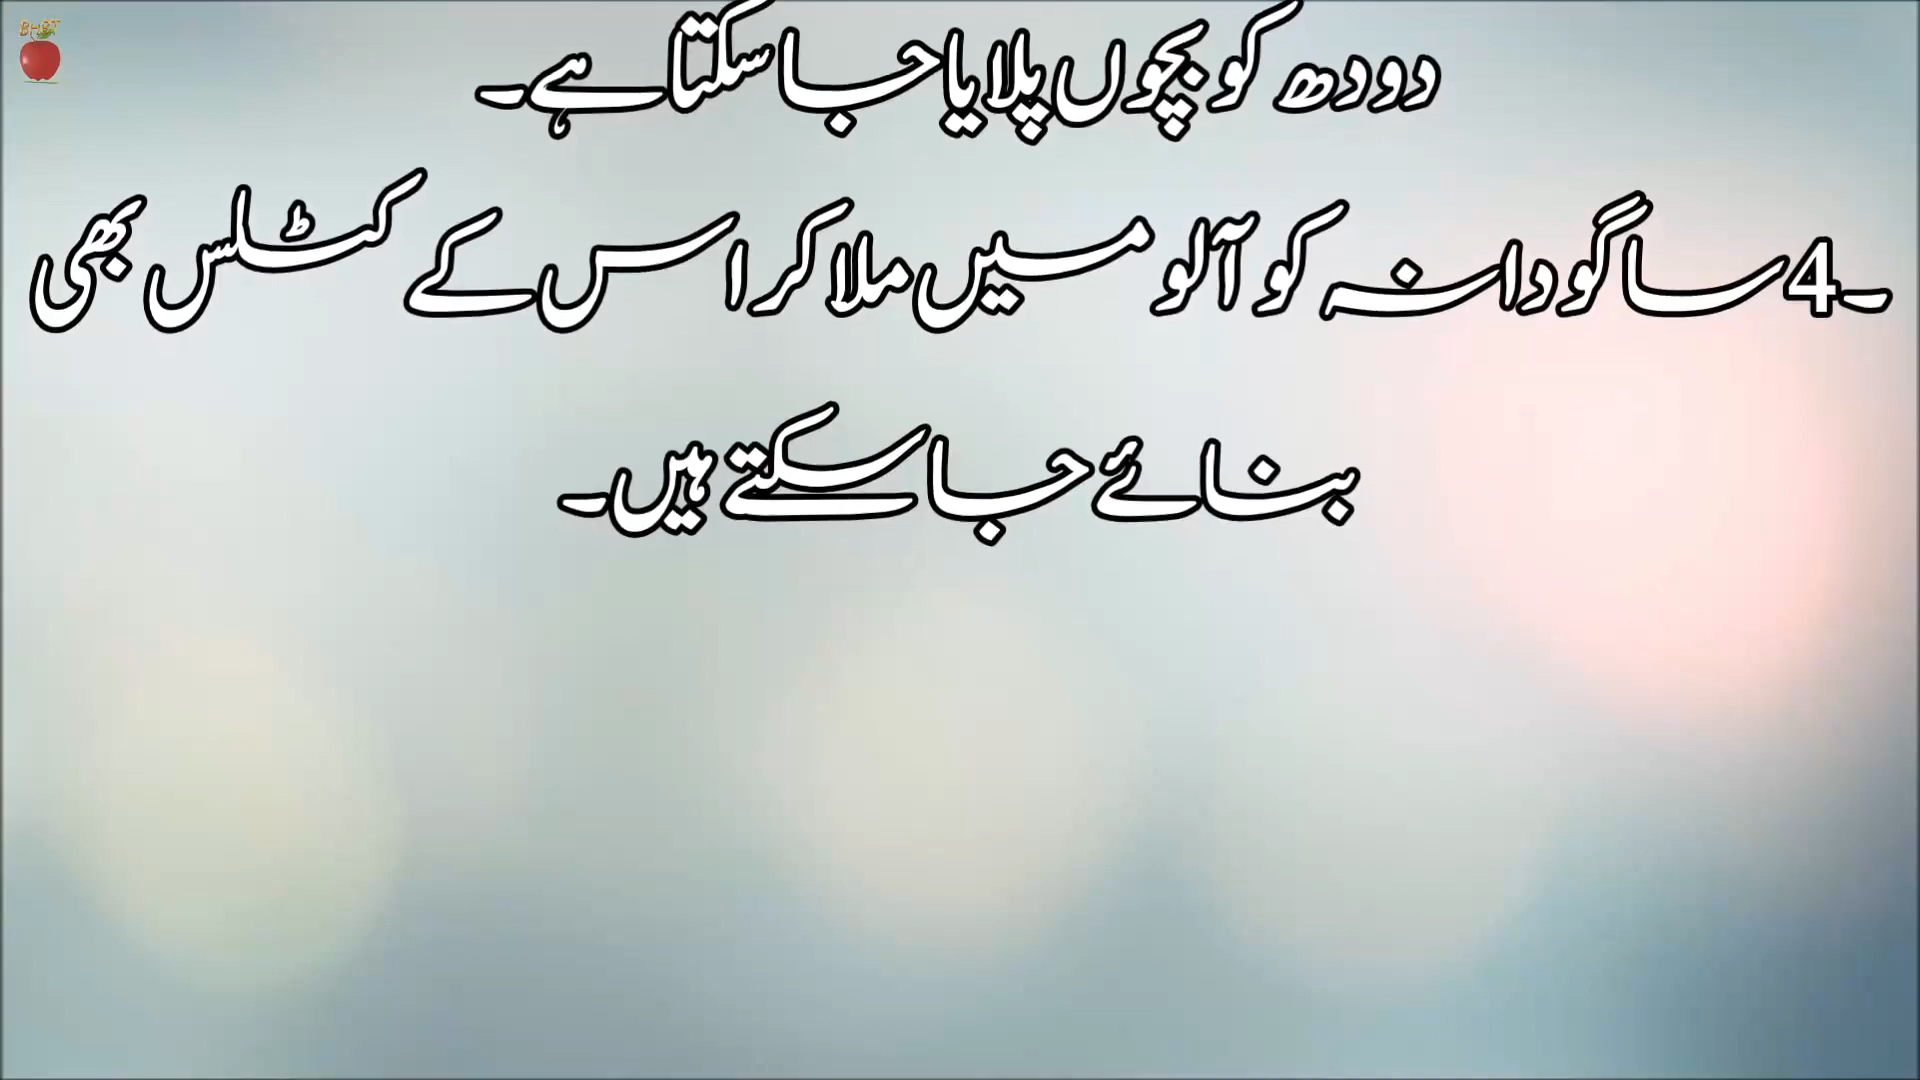 BHBT
دودھ کو بچوں پلایا جا سکتا ہے۔
۔4 ساگودانہ کو آلو میں ملا کر اس کے کٹلس بھی
بنائے جا سکتے ہیں۔